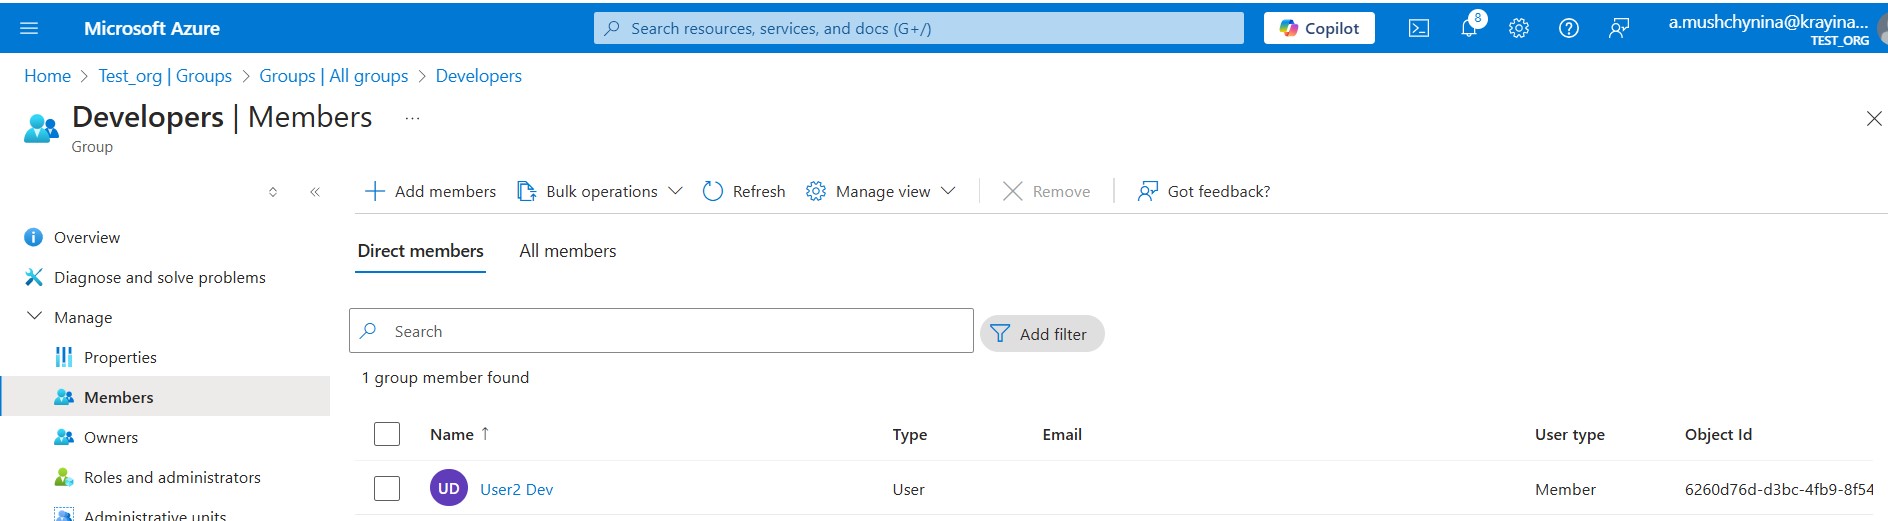 Microsoft Azure
Search resources, services, and docs (G+/)
Copilot
8
a.mushchynina@krayina...
TEST_ORG
Home > Test_org | Groups > Groups | All groups > Developers
Developers | Members ...
Group
Add members
Bulk operations
Refresh
Manage view
Remove
Got feedback?
Overview
Diagnose and solve problems
Manage
Properties
Members
Owners
Roles and administrators
Administrative units
Direct members
All members
Search
Add filter
1 group member found
Name ↑ Type Email User type Object Id
UD User2 Dev User Member 6260d76d-d3bc-4fb9-8f54